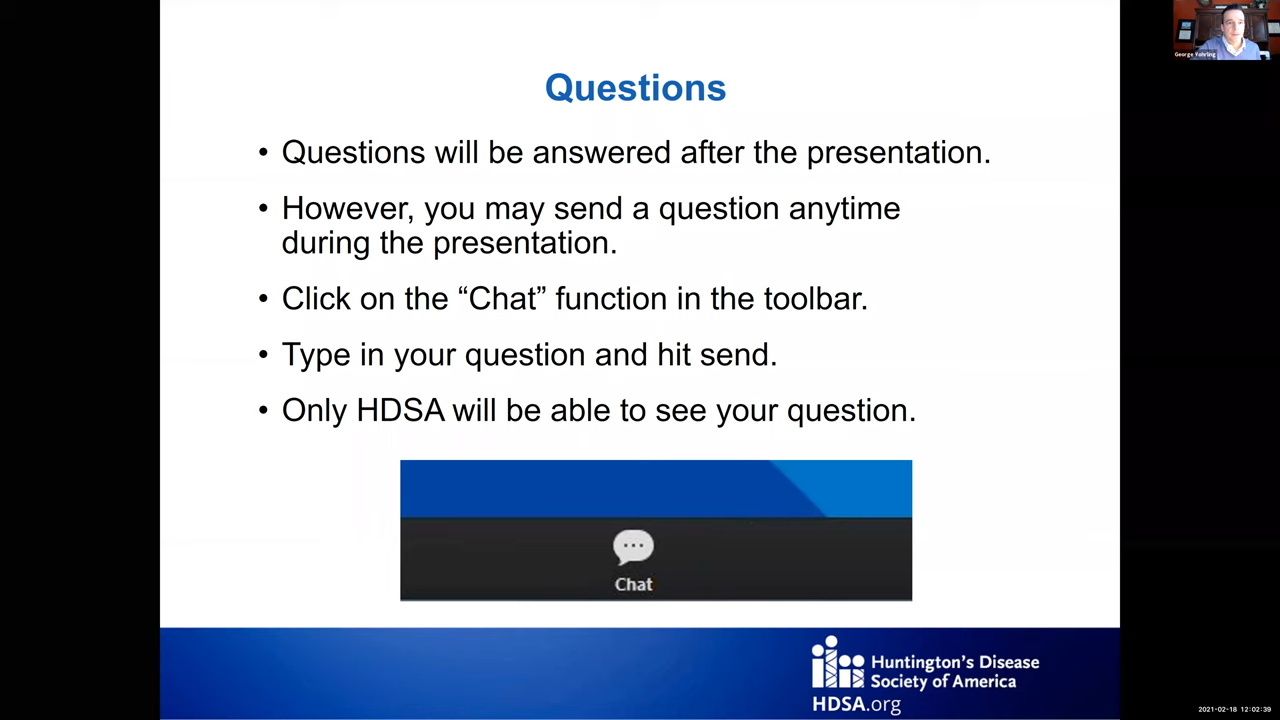 Questions
• Questions will be answered after the presentation.
• However, you may send a question anytime
during the presentation.
• Click on the “Chat” function in the toolbar.
• Type in your question and hit send.
• Only HDSA will be able to see your question.
Chat
Huntington’s Disease
Society of America
HDSA.org
George Yohrling
2021-02-18 12:02:39